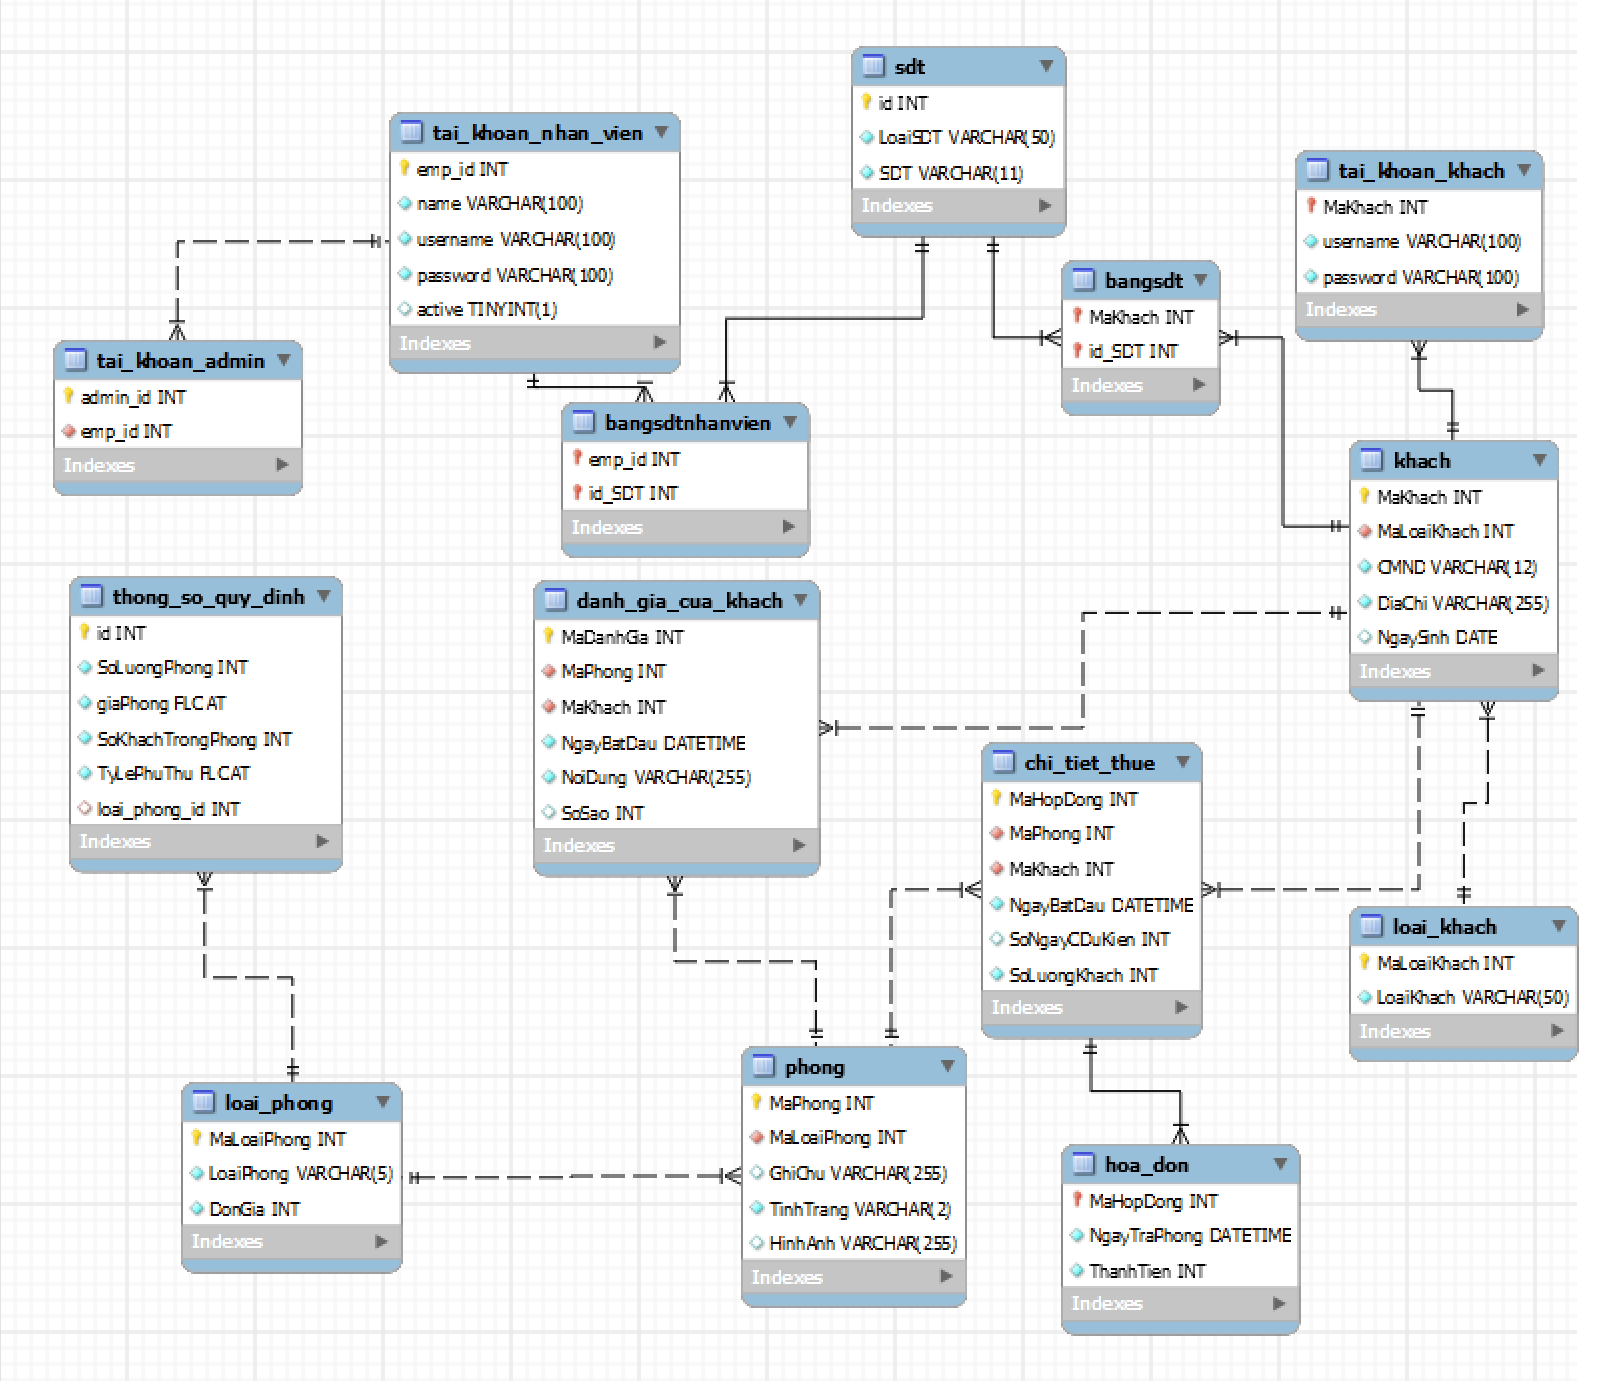 sdt
id INT
LoaiSDT VARCHAR(50)
SDT VARCHAR(11)
Indexes
tai_khoan_nhan_vien
emp_id INT
name VARCHAR(100)
username VARCHAR(100)
password VARCHAR(100)
active TINYINT(1)
Indexes
tai_khoan_khach
MaKhach INT
username VARCHAR(100)
password VARCHAR(100)
Indexes
bangsdt
MaKhach INT
id_SDT INT
Indexes
tai_khoan_admin
admin_id INT
emp_id INT
Indexes
bangsdtnhanvien
emp_id INT
id_SDT INT
Indexes
khach
MaKhach INT
MaLoaiKhach INT
CMND VARCHAR(12)
DiaChi VARCHAR(255)
NgaySinh DATE
Indexes
thong_so_quy_dinh
id INT
SoLuongPhong INT
giaPhong FLOAT
SoKhachTrongPhong INT
TyLePhuThu FLOAT
loai_phong_id INT
Indexes
danh_gia_cua_khach
MaDanhGia INT
MaPhong INT
MaKhach INT
NgayBatDau DATETIME
NoiDung VARCHAR(255)
SoSao INT
Indexes
chi_tiet_thue
MaHopDong INT
MaPhong INT
MaKhach INT
NgayBatDau DATETIME
SoNgayODuKien INT
SoLuongKhach INT
Indexes
loai_khach
MaLoaiKhach INT
LoaiKhach VARCHAR(50)
Indexes
loai_phong
MaLoaiPhong INT
LoaiPhong VARCHAR(5)
DonGia INT
Indexes
phong
MaPhong INT
MaLoaiPhong INT
GhiChu VARCHAR(255)
TinhTrang VARCHAR(2)
HinhAnh VARCHAR(255)
Indexes
hoa_don
MaHopDong INT
NgayTraPhong DATETIME
ThanhTien INT
Indexes